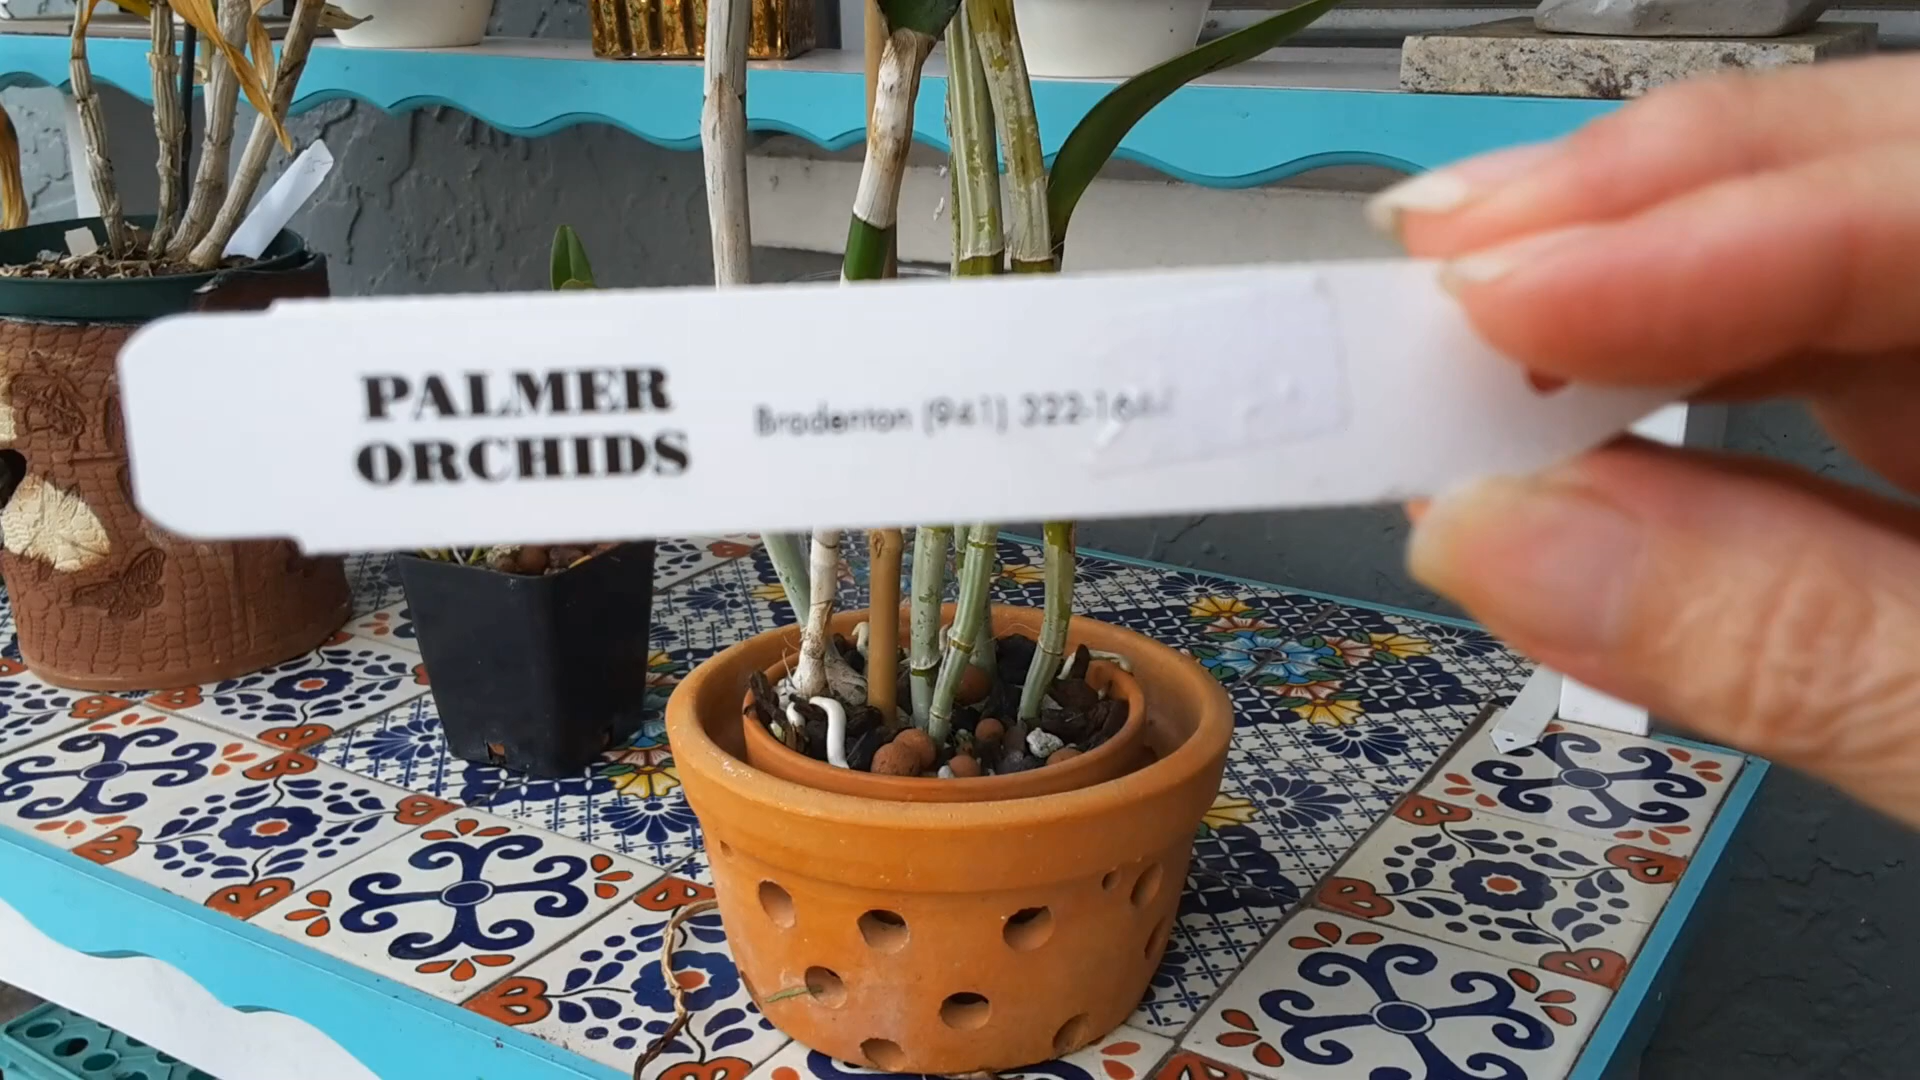 PALMER
ORCHIDS
Bradenton (941) 322-